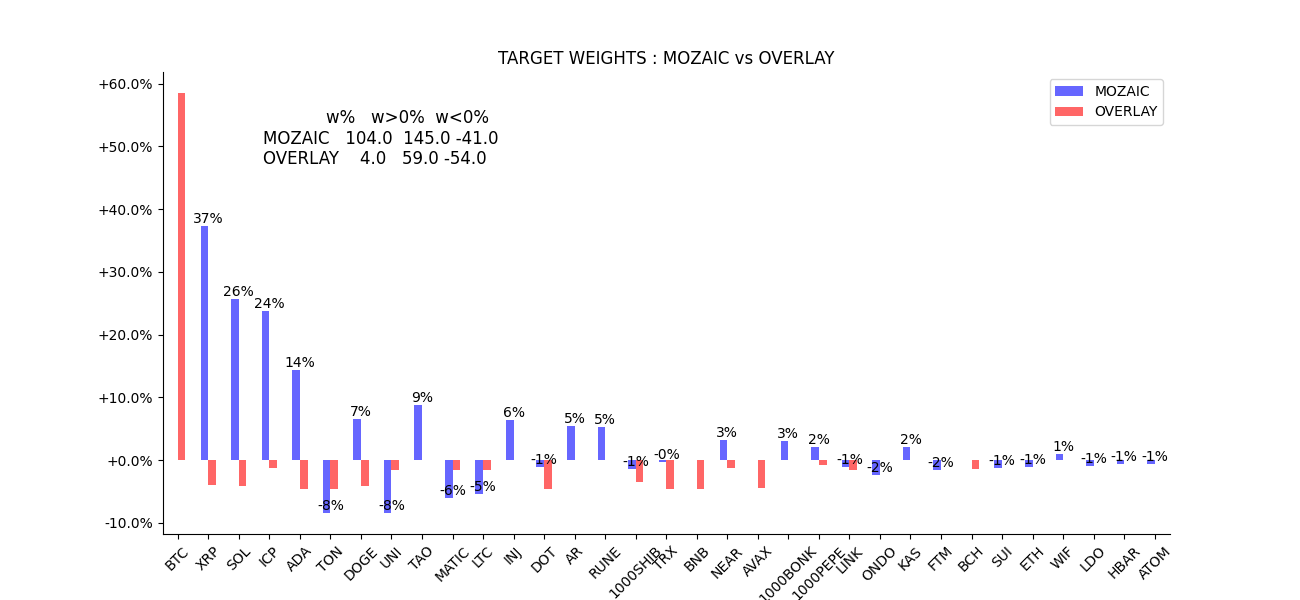 TARGET WEIGHTS : MOZAIC vs OVERLAY
MOZAIC
OVERLAY
w% w>0% w<0%
MOZAIC 104.0 145.0 -41.0
OVERLAY 4.0 59.0 -54.0
+60.0%
+50.0%
+40.0%
+30.0%
+20.0%
+10.0%
+0.0%
-10.0%
37%
26%
24%
14%
-8%
7%
-8%
9%
-6%
-5%
6%
-1%
5%
5%
-1%
-0%
3%
3%
2%
-1%
-2%
2%
-2%
-1%
-1%
1%
-1%
-1%
-1%
BTC
XRP
SOL
ICP
ADA
TON
DOGE
UNI
TAO
MATIC
LTC
INJ
DOT
AR
RUNE
1000SHIB
TRX
BNB
NEAR
AVAX
1000BONK
1000PEPE
LINK
ONDO
KAS
FTM
BCH
SUI
ETH
WIF
LDO
HBAR
ATOM